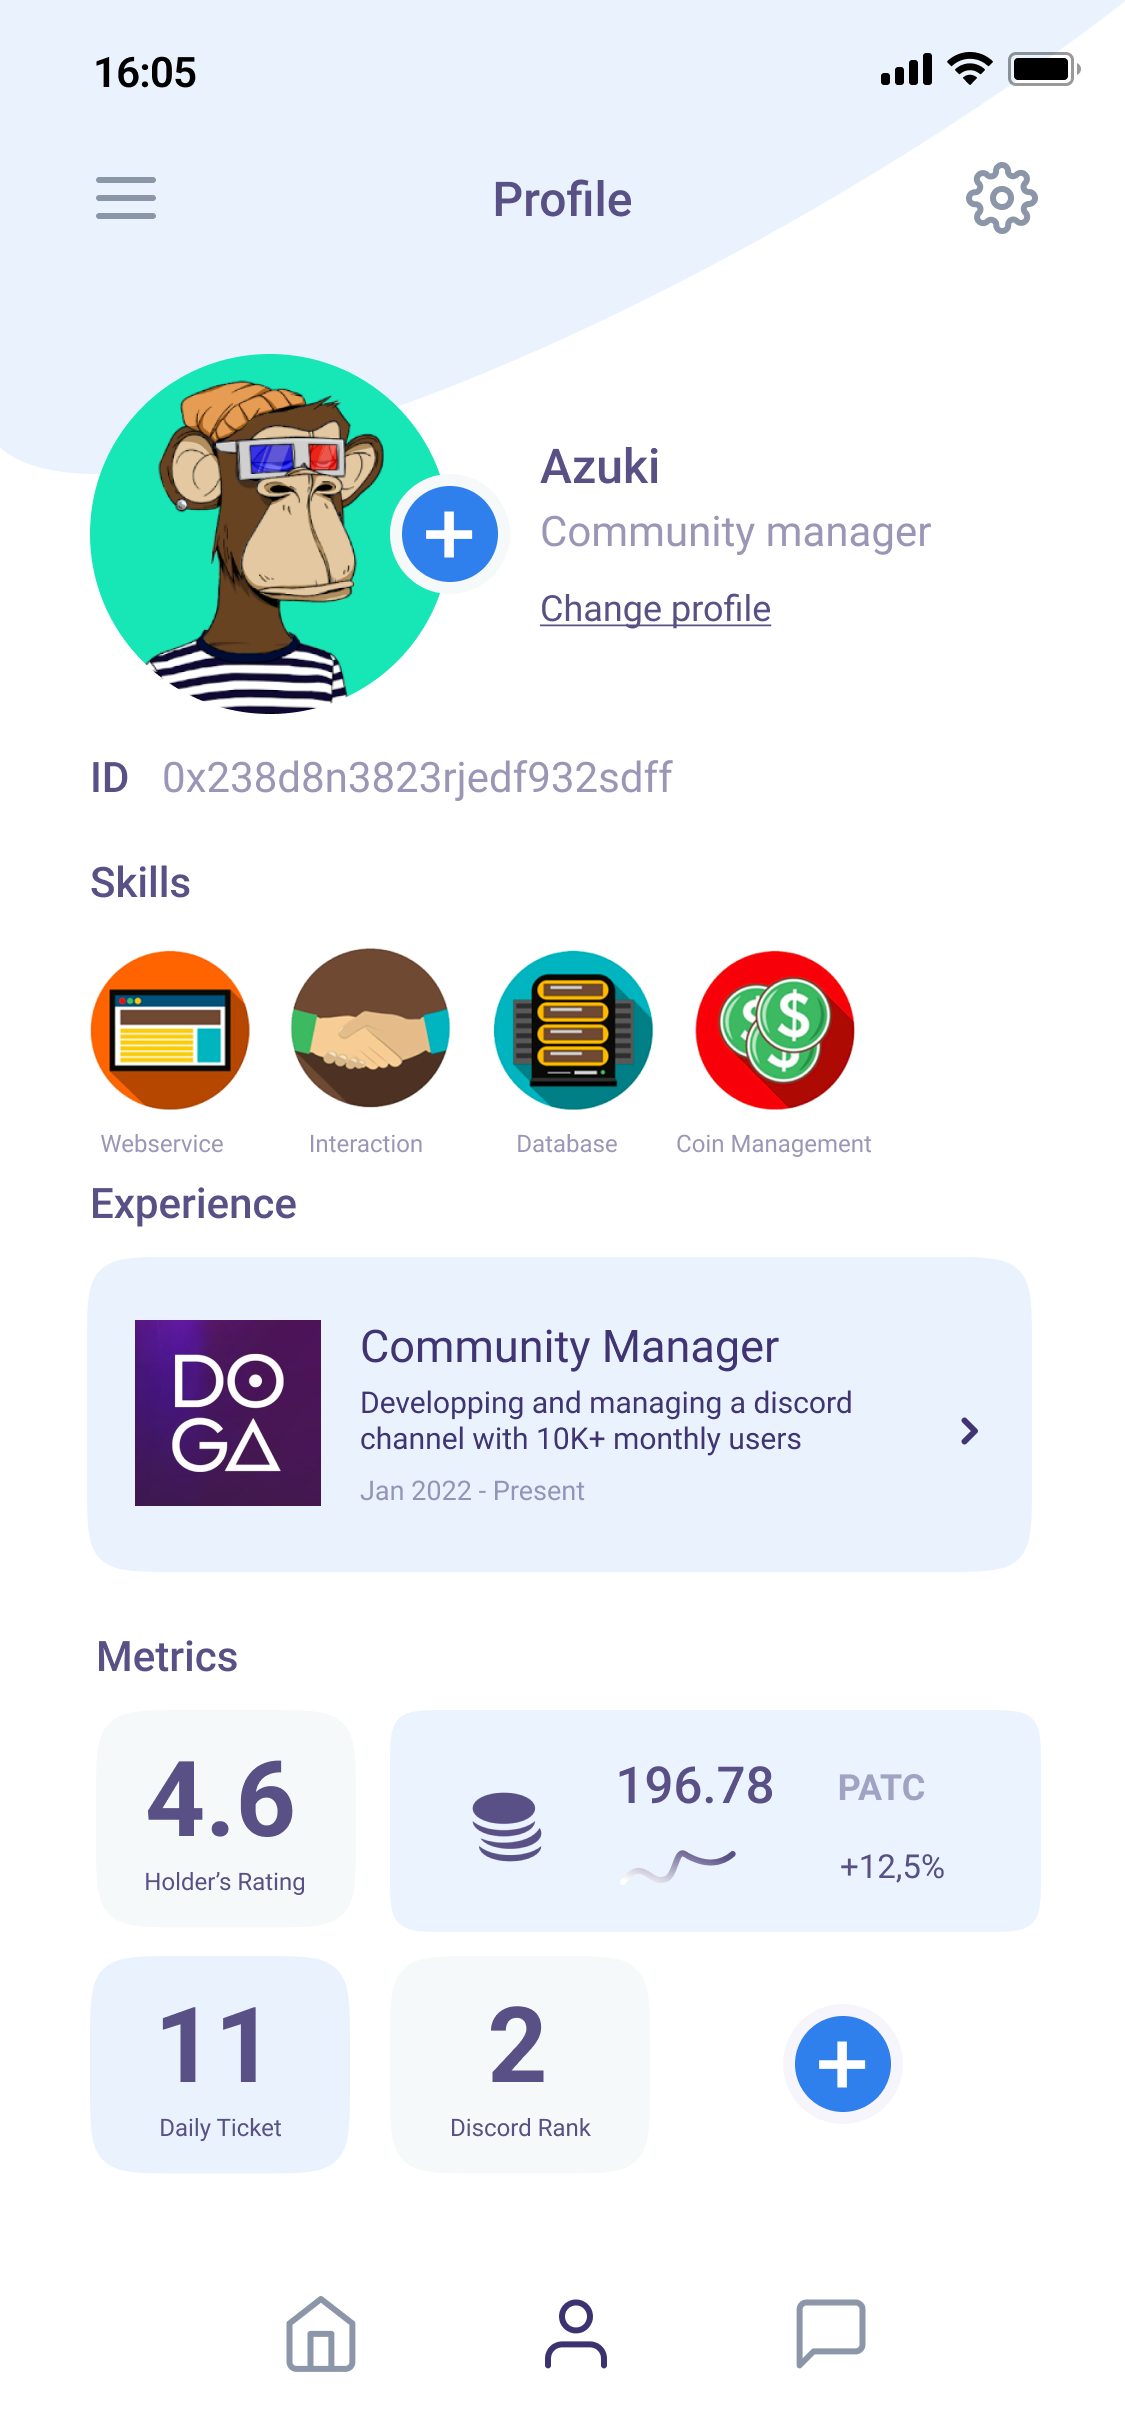 16:05
Profile
Azuki
Community manager
Change profile
ID 0x238d8n3823rjedf932sdff
Skills
Webservice Interaction Database Coin Management
Experience
DO
GA
Community Manager
Developping and managing a discord
channel with 10K+ monthly users
Jan 2022 - Present
Metrics
4.6
Holder’s Rating
196.78 PATC
+12,5%
11
Daily Ticket
2
Discord Rank